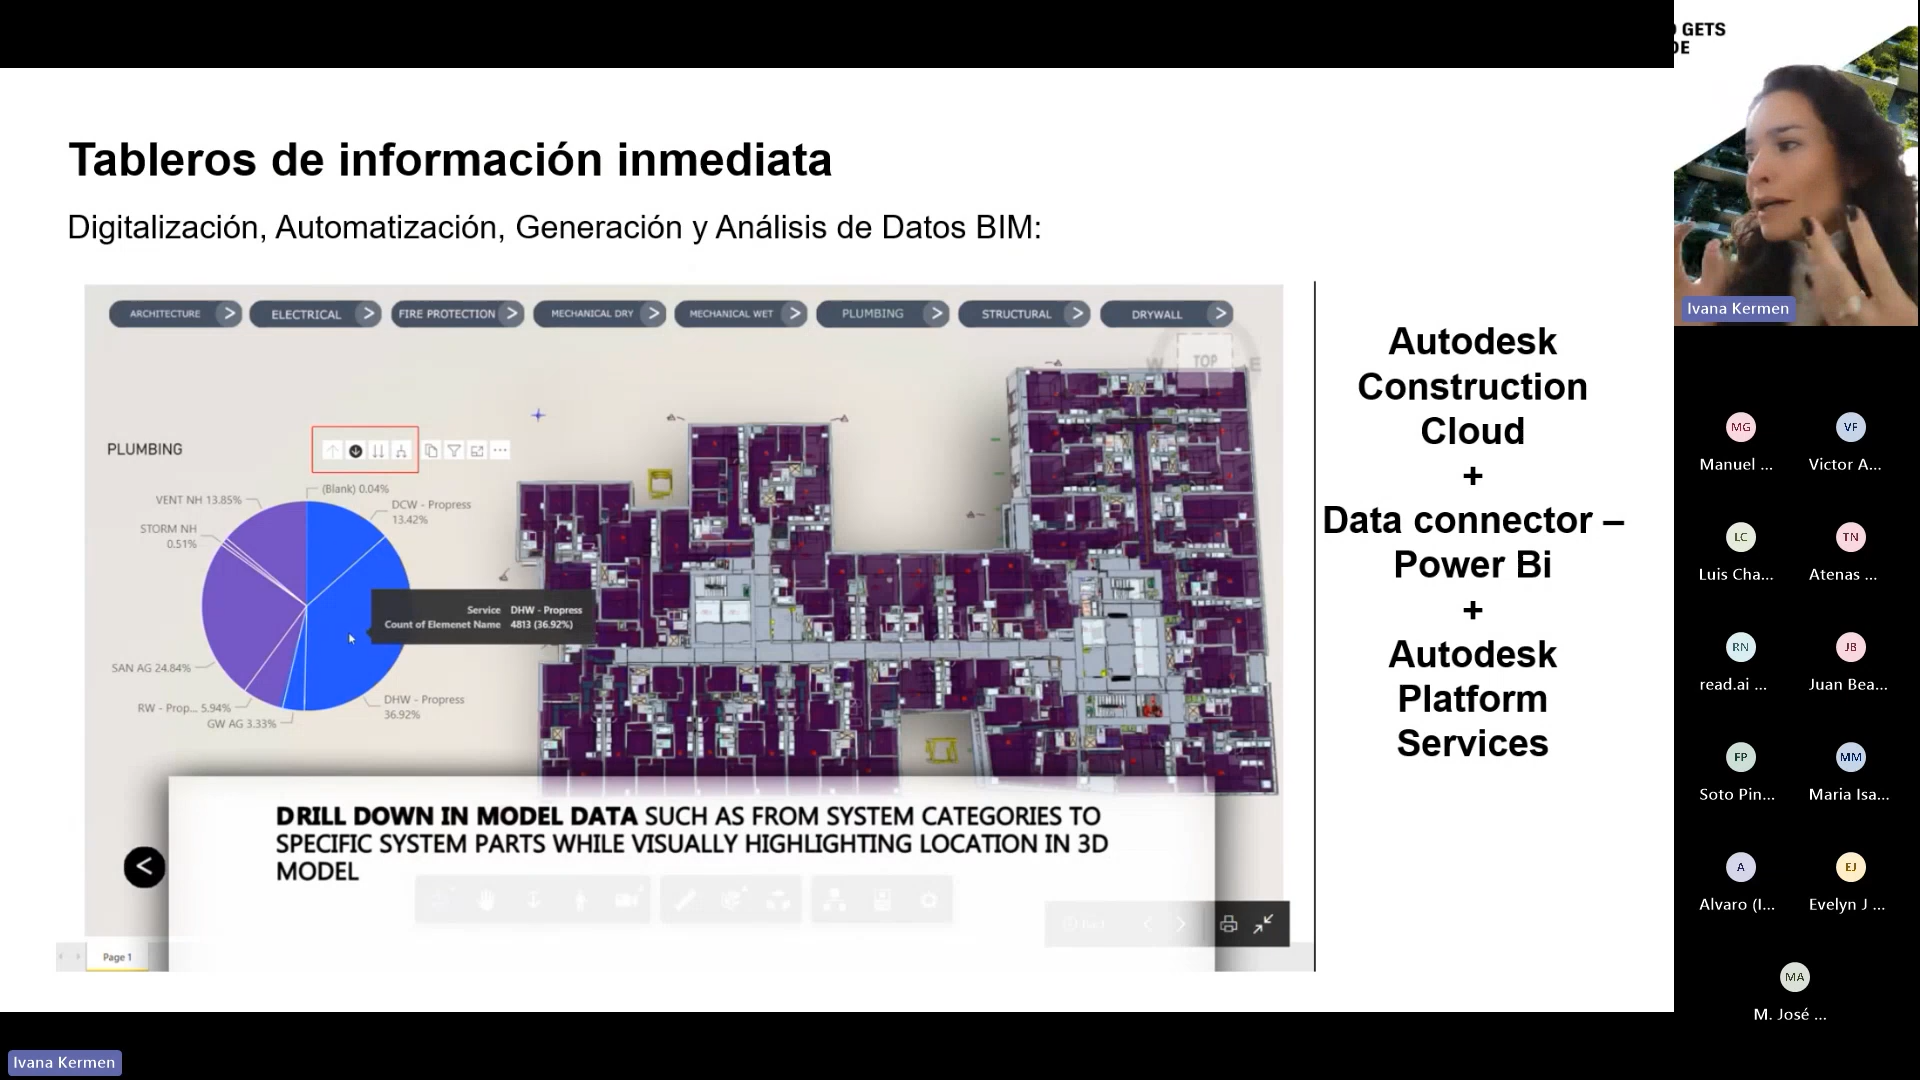 GETS
DE
Tableros de información inmediata
Digitalización, Automatización, Generación y Análisis de Datos BIM:
ARCHITECTURE
ELECTRICAL
FIRE PROTECTION
MECHANICAL DRY
MECHANICAL WET
PLUMBING
STRUCTURAL
DRYWALL
TOP
W
E
PLUMBING
(Blank) 0.04%
VENT NH 13.85%
DCW - Propress
13.42%
STORM NH
0.51%
Service DHW - Propress
Count of Elemenet Name 4813 (36.92%)
SAN AG 24.84%
DHW - Propress
36.92%
RW - Prop... 5.94%
GW AG 3.33%
DRILL DOWN IN MODEL DATA SUCH AS FROM SYSTEM CATEGORIES TO
SPECIFIC SYSTEM PARTS WHILE VISUALLY HIGHLIGHTING LOCATION IN 3D
MODEL
Page 1
Autodesk
Construction
Cloud
+
Data connector –
Power Bi
+
Autodesk
Platform
Services
Ivana Kermen
MG
Manuel ...
VF
Victor A...
LC
Luis Cha...
TN
Atenas ...
RN
read.ai ...
JB
Juan Bea...
FP
Soto Pin...
MM
Maria Isa...
A
Alvaro (I...
EJ
Evelyn J ...
MA
M. José ...
Ivana Kermen